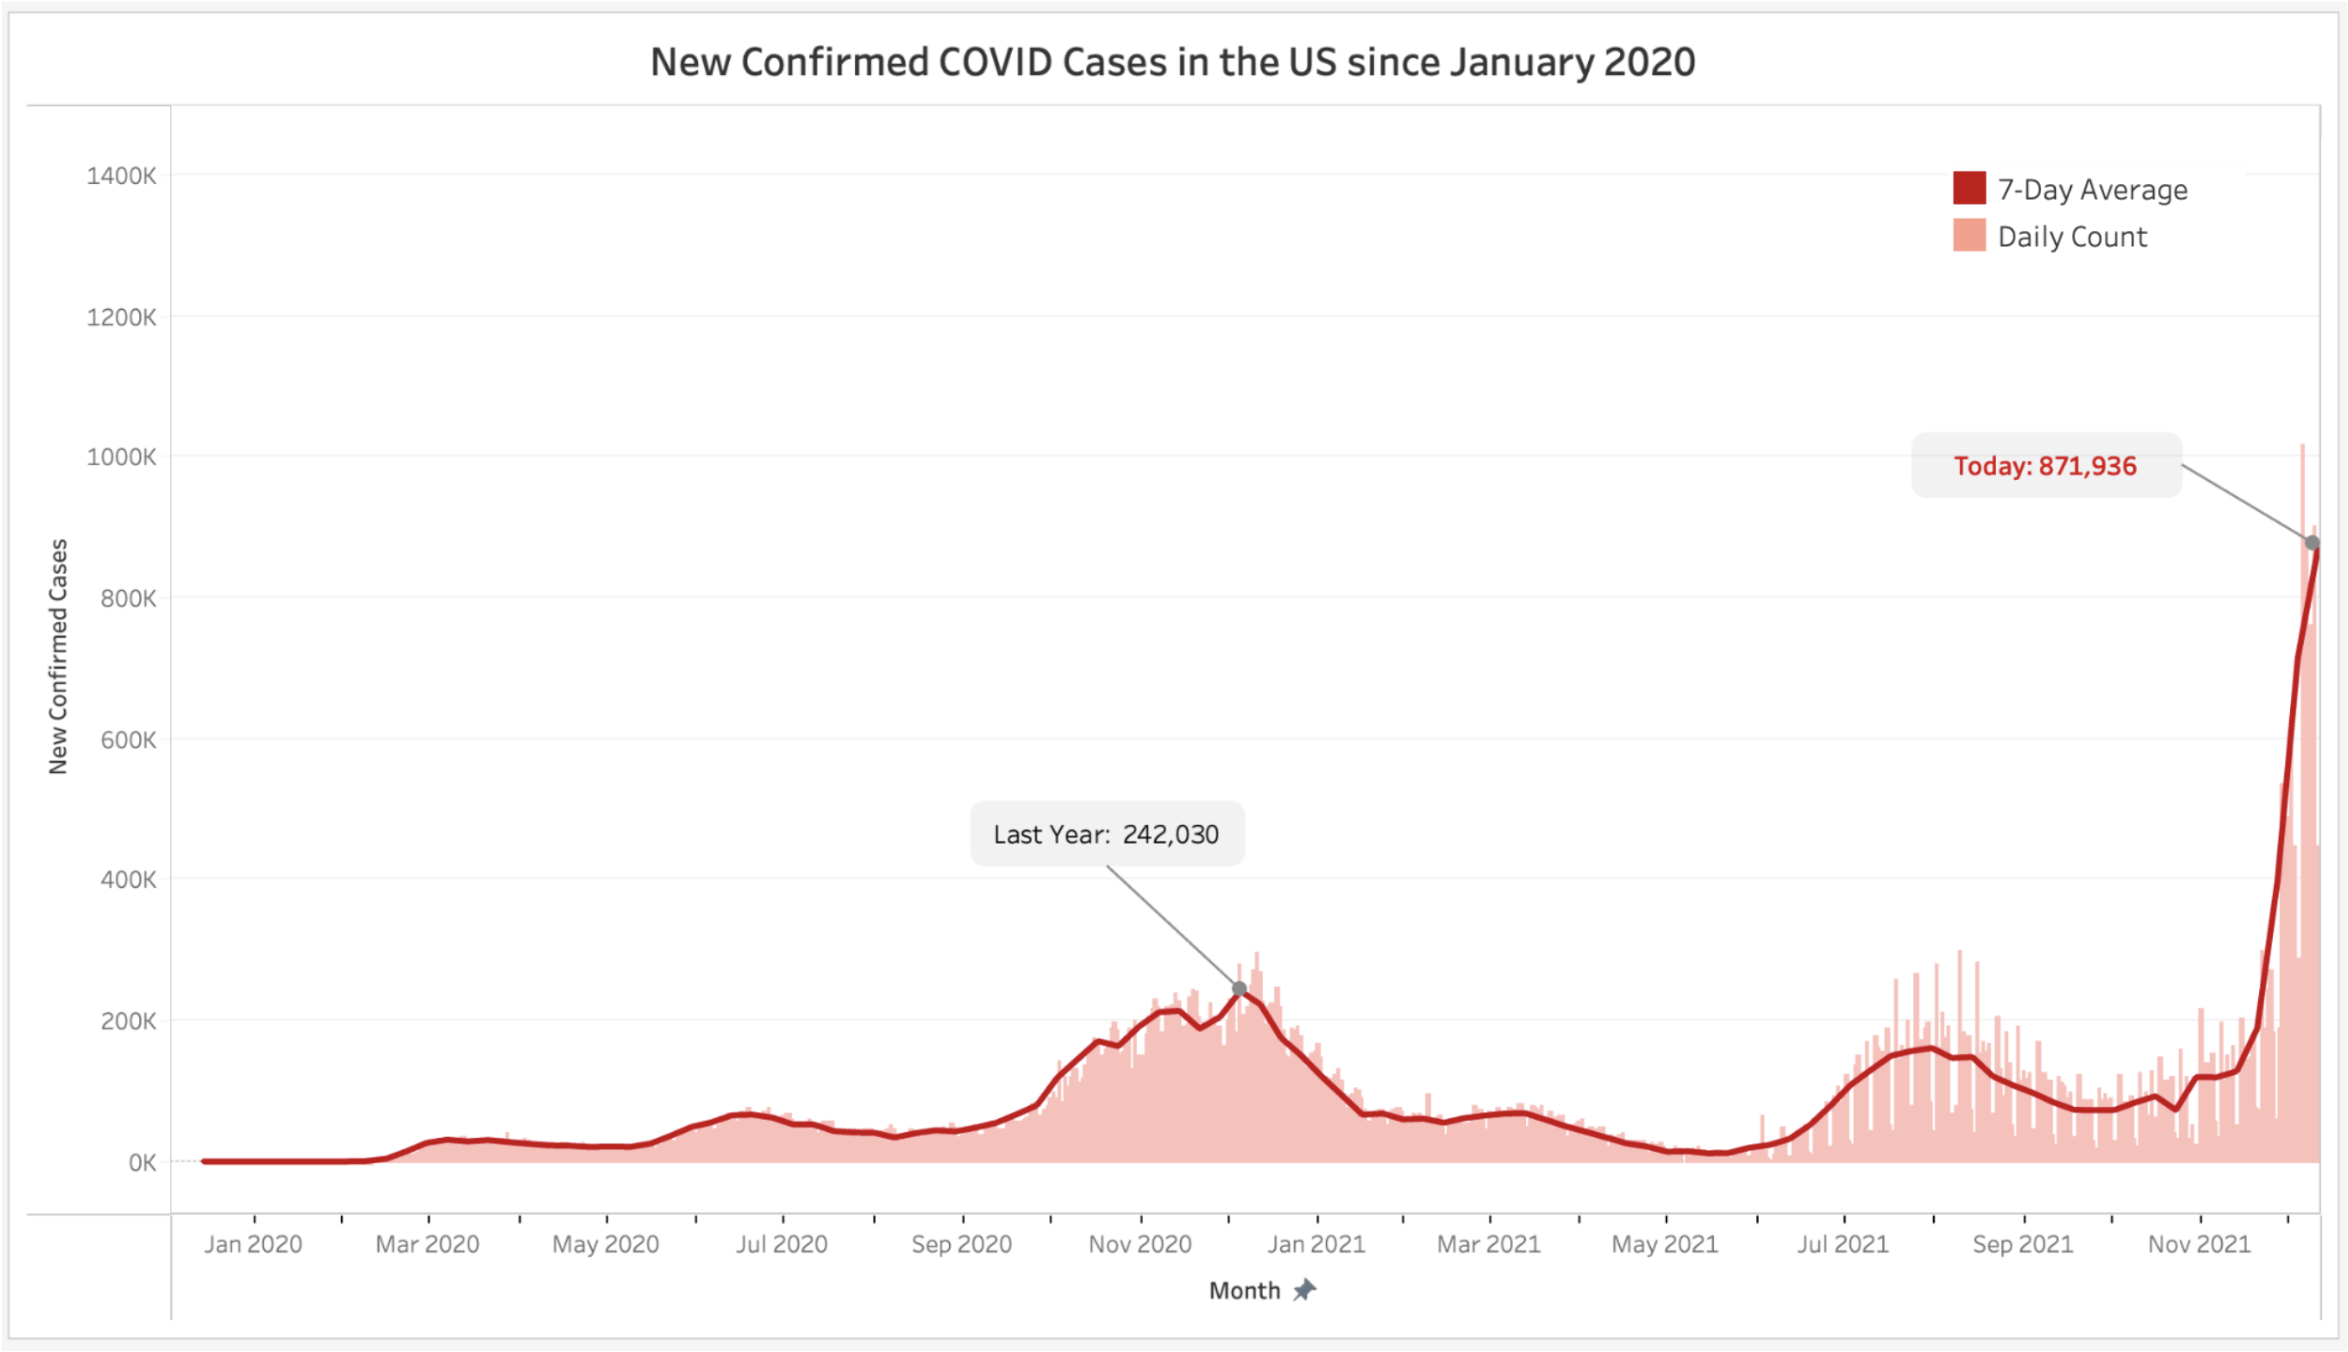 New Confirmed COVID Cases in the US since January 2020
1400K
7-Day Average
Daily Count
1200K
1000K
Today: 871,936
800K
New Confirmed Cases
600K
Last Year: 242,030
400K
200K
0K
Jan 2020 Mar 2020 May 2020 Jul 2020 Sep 2020 Nov 2020 Jan 2021 Mar 2021 May 2021 Jul 2021 Sep 2021 Nov 2021
Month